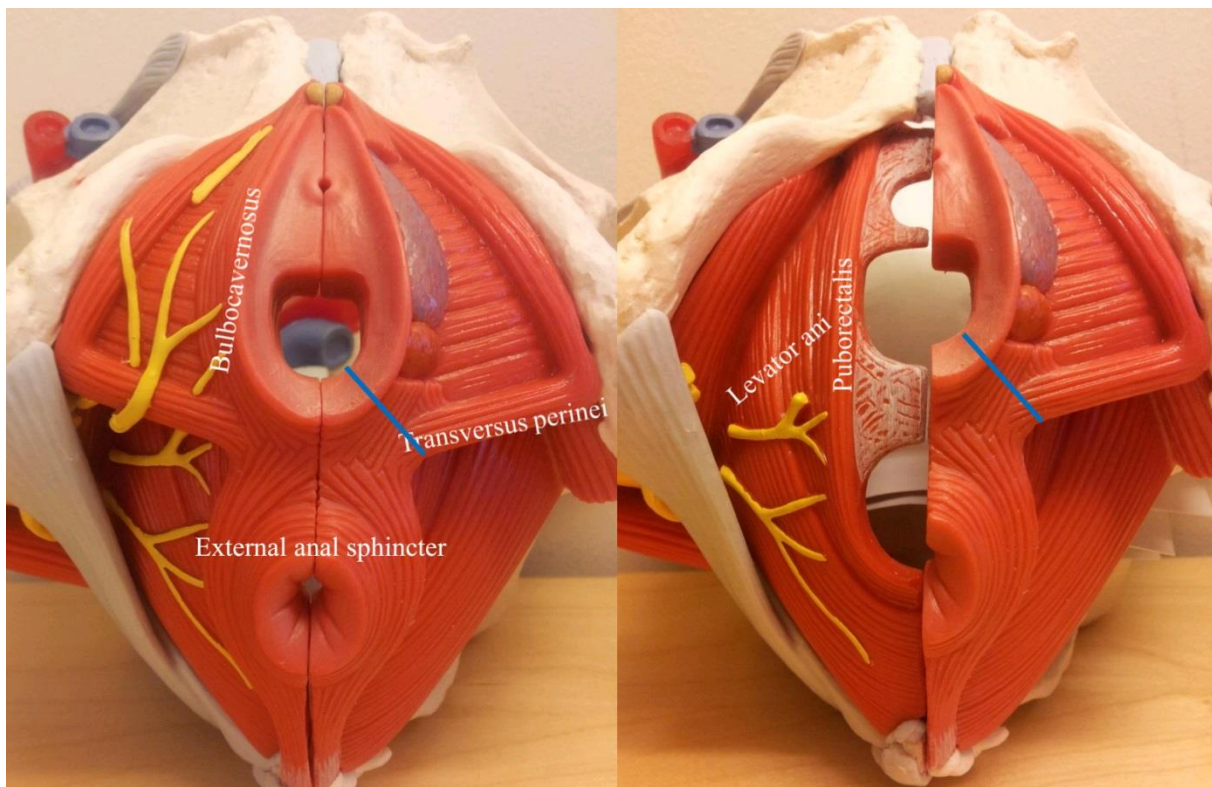 Bulbocavernosus
Transversus perinei
External anal sphincter
Levator ani
Puborectalis